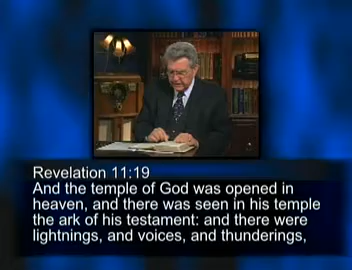 Revelation 11:19
And the temple of God was opened in
heaven, and there was seen in his temple
the ark of his testament: and there were
lightnings, and voices, and thunderings,